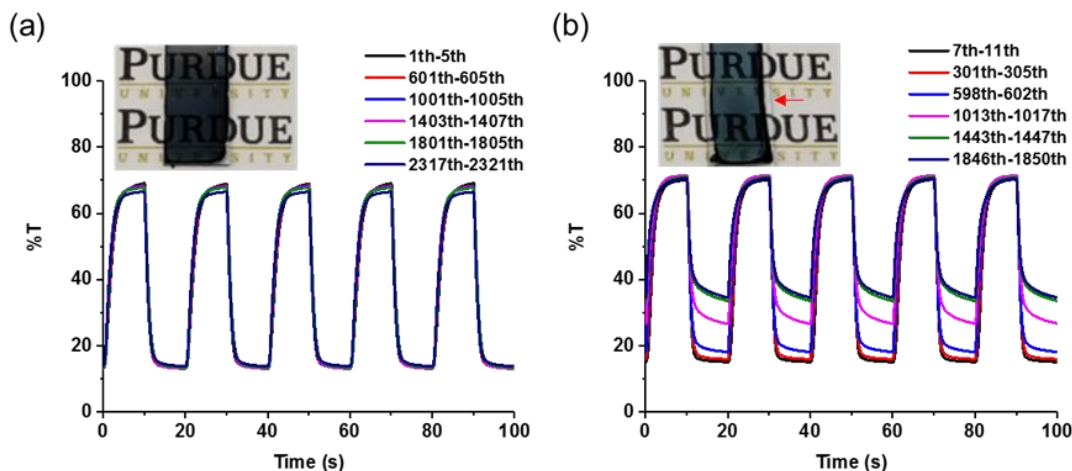 (a)
PURDUE
UNIVERSITY
PURDUE
UNIVERSITY
1th-5th
601th-605th
1001th-1005th
1403th-1407th
1801th-1805th
2317th-2321th
100
80
60
40
20
0
%T
0 20 40 60 80 100
Time (s)
(b)
PURDUE
UNIVERSITY
PURDUE
UNIVERSITY
7th-11th
301th-305th
598th-602th
1013th-1017th
1443th-1447th
1846th-1850th
100
80
60
40
20
0
%T
0 20 40 60 80 100
Time (s)